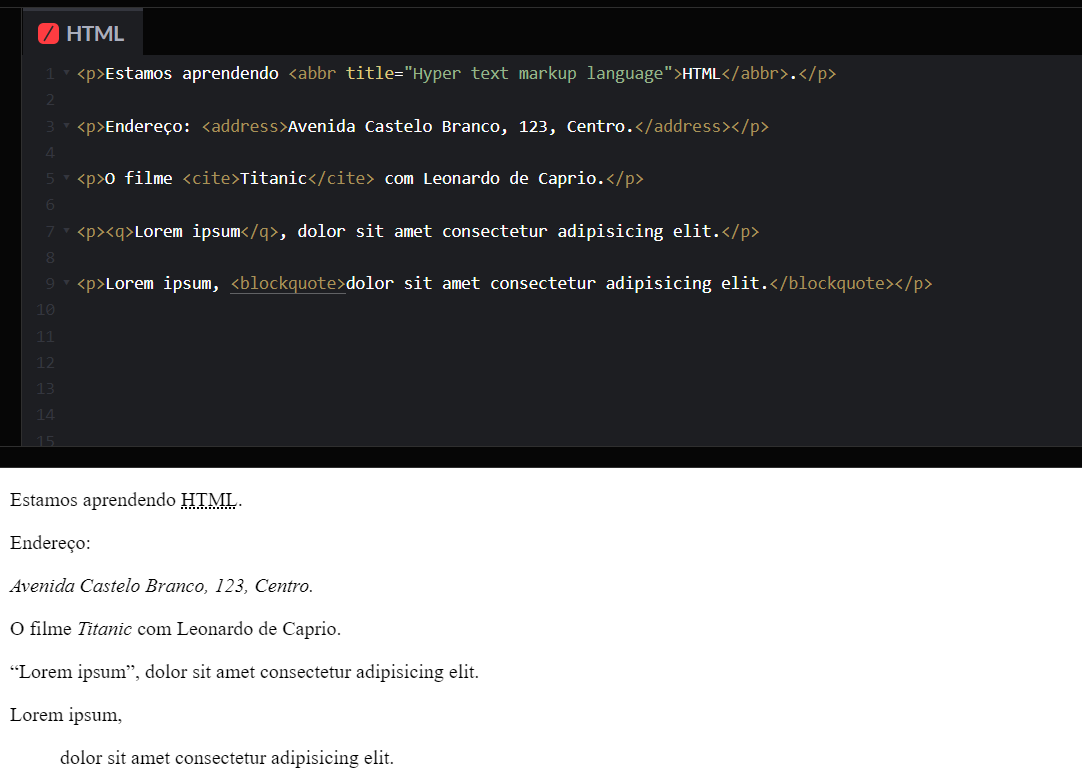 HTML
1 <p>Estamos aprendendo <abbr title="Hyper text markup language">HTML</abbr>.</p>
2
3 <p>Endereço: <address>Avenida Castelo Branco, 123, Centro.</address></p>
4
5 <p>O filme <cite>Titanic</cite> com Leonardo de Caprio.</p>
6
7 <p><q>Lorem ipsum</q>, dolor sit amet consectetur adipisicing elit.</p>
8
9 <p>Lorem ipsum, <blockquote>dolor sit amet consectetur adipisicing elit.</blockquote></p>
10
11
12
13
14
15
Estamos aprendendo HTML.
Endereço:
Avenida Castelo Branco, 123, Centro.
O filme Titanic com Leonardo de Caprio.
“Lorem ipsum”, dolor sit amet consectetur adipisicing elit.
Lorem ipsum,
dolor sit amet consectetur adipisicing elit.